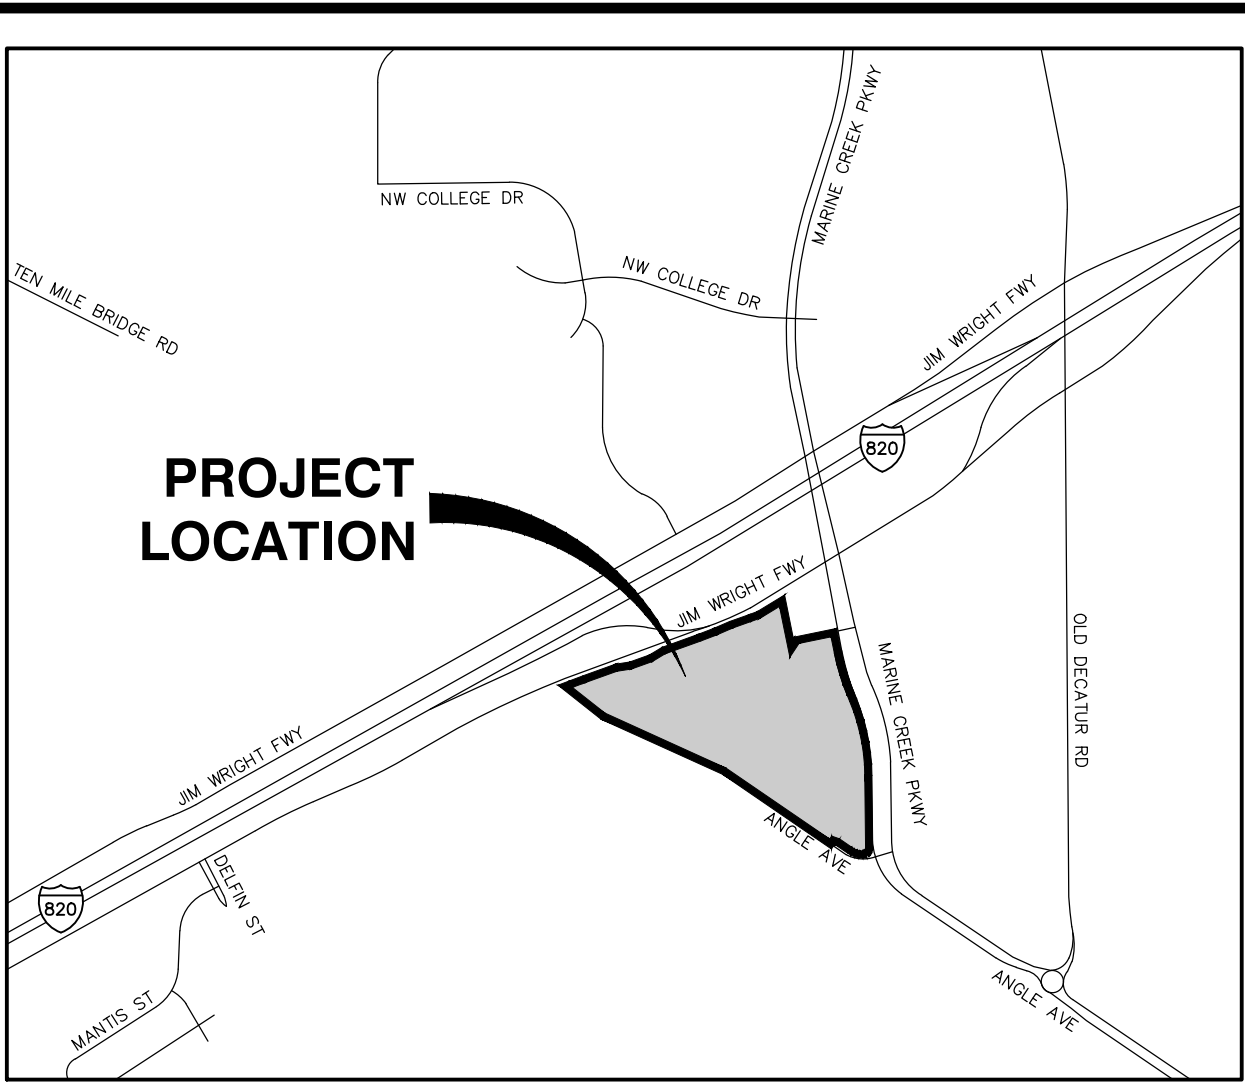 MARINE CREEK PKWY
NW COLLEGE DR
NW COLLEGE DR
TEN MILE BRIDGE RD
JIM WRIGHT FWY
820
PROJECT
LOCATION
JIM WRIGHT FWY
OLD DECATUR RD
MARINE CREEK PKWY
JIM WRIGHT FWY
ANGLE AVE
DELFIN ST
820
ANGLE AVE
MANTIS ST